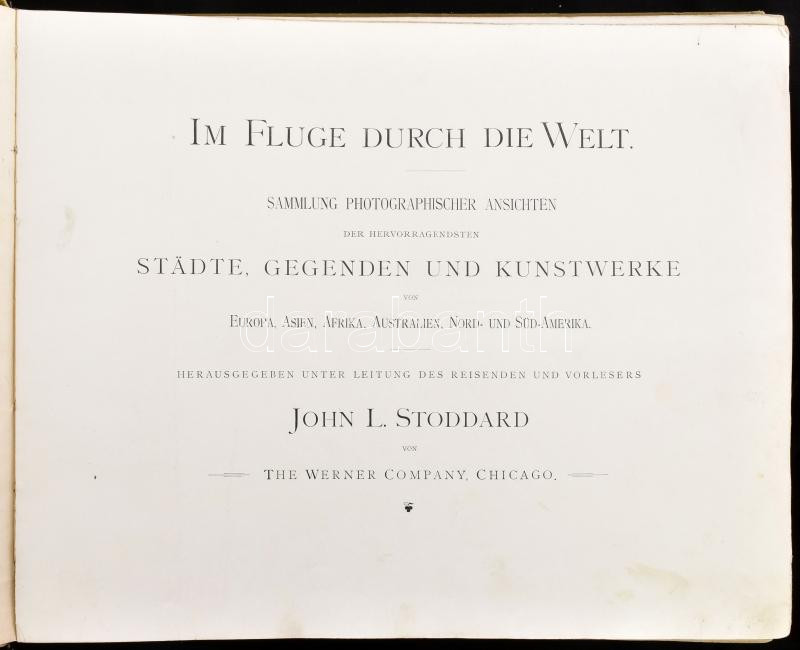 IM FLUGE DURCH DIE WELT.
SAMMLUNG PHOTOGRAPHISCHER ANSICHTEN
DER HERVORRAGENDSTEN
STÄDTE, GEGENDEN UND KUNSTWERKE
VON
EUROPA, ASIEN, AFRIKA, AUSTRALIEN, NORD- UND SÜD-AMERIKA.
darabanth
HERAUSGEGEBEN UNTER LEITUNG DES REISENDEN UND VORLESERS
JOHN L. STODDARD
VON
THE WERNER COMPANY, CHICAGO.